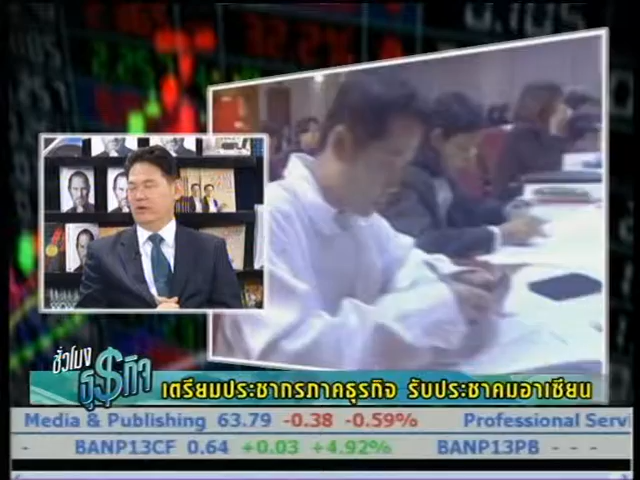 0.105
ชั่วโมง
ธุร$กิจ
เตรียมประชากรภาคธุรกิจ รับประชาคมอาเซียน
Media & Publishing 63.79 -0.38 -0.59% Professional Servi
- BANP13CF 0.64 +0.03 +4.92% BANP13PB - - -